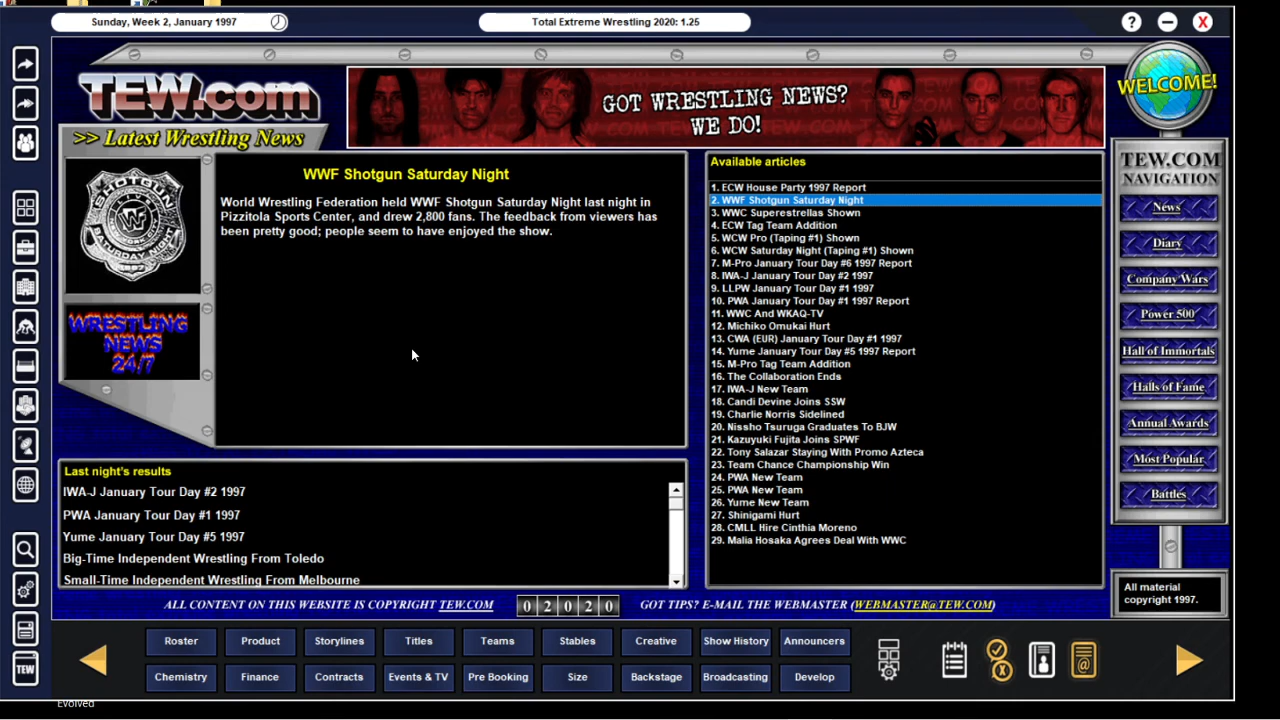 Sunday, Week 2, January 1997
Total Extreme Wrestling 2020: 1.25
?
X
TEW.com
>> Latest Wrestling News
GOT WRESTLING NEWS?
WE DO!
WELCOME!
SHOTGUN
SATURDAY NIGHT
1997
WRESTLING
NEWS
24/7
WWF Shotgun Saturday Night
World Wrestling Federation held WWF Shotgun Saturday Night last night in
Pizzitola Sports Center, and drew 2,800 fans. The feedback from viewers has
been pretty good; people seem to have enjoyed the show.
Available articles
1. ECW House Party 1997 Report
2. WWF Shotgun Saturday Night
3. WWC Superestrellas Shown
4. ECW Tag Team Addition
5. WCW Pro (Taping #1) Shown
6. WCW Saturday Night (Taping #1) Shown
7. M-Pro January Tour Day #6 1997 Report
8. IWA-J January Tour Day #2 1997
9. LLPW January Tour Day #1 1997
10. PWA January Tour Day #1 1997 Report
11. WWC And WKAQ-TV
12. Michiko Omukai Hurt
13. CWA (EUR) January Tour Day #1 1997
14. Yume January Tour Day #5 1997 Report
15. M-Pro Tag Team Addition
16. The Collaboration Ends
17. IWA-J New Team
18. Candi Devine Joins SSW
19. Charlie Norris Sidelined
20. Nissho Tsuruga Graduates To BJW
21. Kazuyuki Fujita Joins SPWF
22. Tony Salazar Staying With Promo Azteca
23. Team Chance Championship Win
24. PWA New Team
25. PWA New Team
26. Yume New Team
27. Shinigami Hurt
28. CMLL Hire Cinthia Moreno
29. Malia Hosaka Agrees Deal With WWC
TEW.COM
NAVIGATION
News
Diary
Company Wars
Power 500
Hall of Immortals
Halls of Fame
Annual Awards
Most Popular
Battles
All material
copyright 1997.
Last night's results
IWA-J January Tour Day #2 1997
PWA January Tour Day #1 1997
Yume January Tour Day #5 1997
Big-Time Independent Wrestling From Toledo
Small-Time Independent Wrestling From Melbourne
ALL CONTENT ON THIS WEBSITE IS COPYRIGHT TEW.COM
0 2 0 2 0
GOT TIPS? E-MAIL THE WEBMASTER (WEBMASTER@TEW.COM)
Roster
Product
Storylines
Titles
Teams
Stables
Creative
Show History
Announcers
Chemistry
Finance
Contracts
Events & TV
Pre Booking
Size
Backstage
Broadcasting
Develop
TEW
Evolved